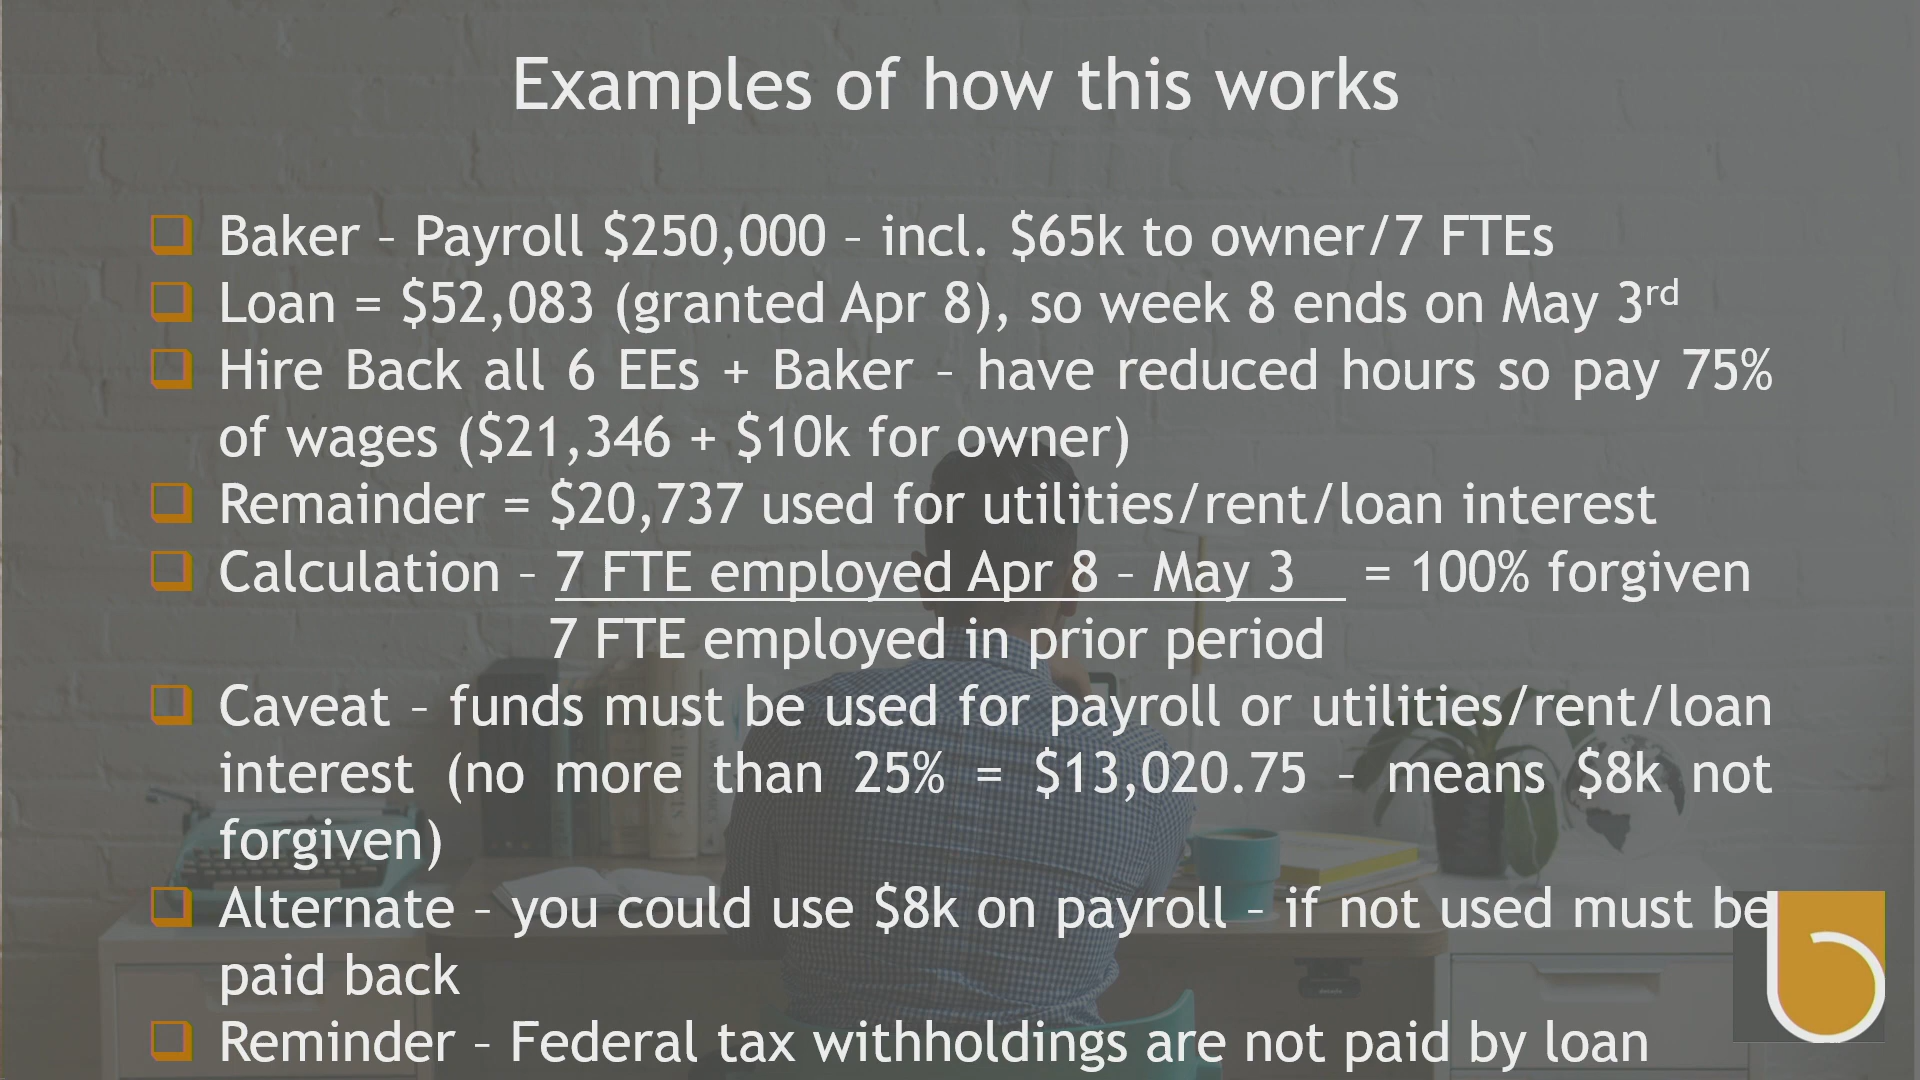 Examples of how this works
Baker – Payroll $250,000 – incl. $65k to owner/7 FTEs
Loan = $52,083 (granted Apr 8), so week 8 ends on May 3rd
Hire Back all 6 EEs + Baker – have reduced hours so pay 75%
of wages ($21,346 + $10k for owner)
Remainder = $20,737 used for utilities/rent/loan interest
Calculation – 7 FTE employed Apr 8 – May 3 = 100% forgiven
7 FTE employed in prior period
Caveat – funds must be used for payroll or utilities/rent/loan
interest (no more than 25% = $13,020.75 – means $8k not
forgiven)
Alternate – you could use $8k on payroll – if not used must be
paid back
Reminder – Federal tax withholdings are not paid by loan